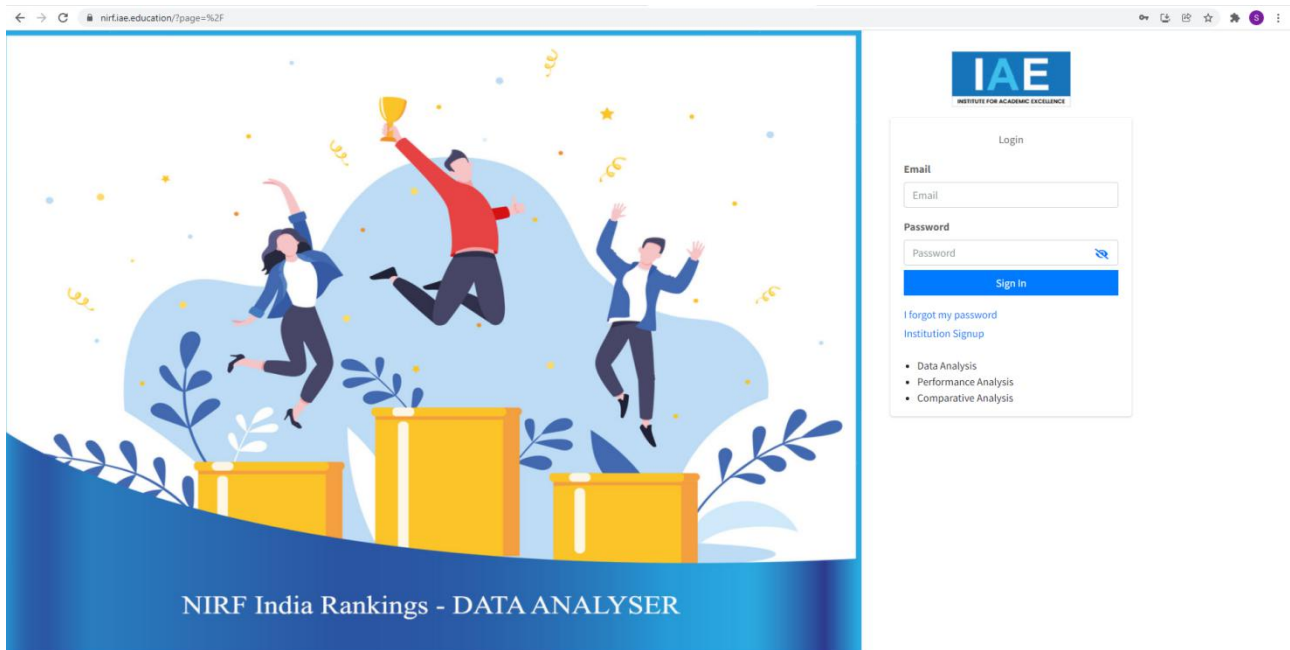 nirf.iae.education/?page=%2F
S
IAE
INSTITUTE FOR ACADEMIC EXCELLENCE
Login
Email
Email
Password
Password
Sign In
I forgot my password
Institution Signup
• Data Analysis
• Performance Analysis
• Comparative Analysis
NIRF India Rankings - DATA ANALYSER